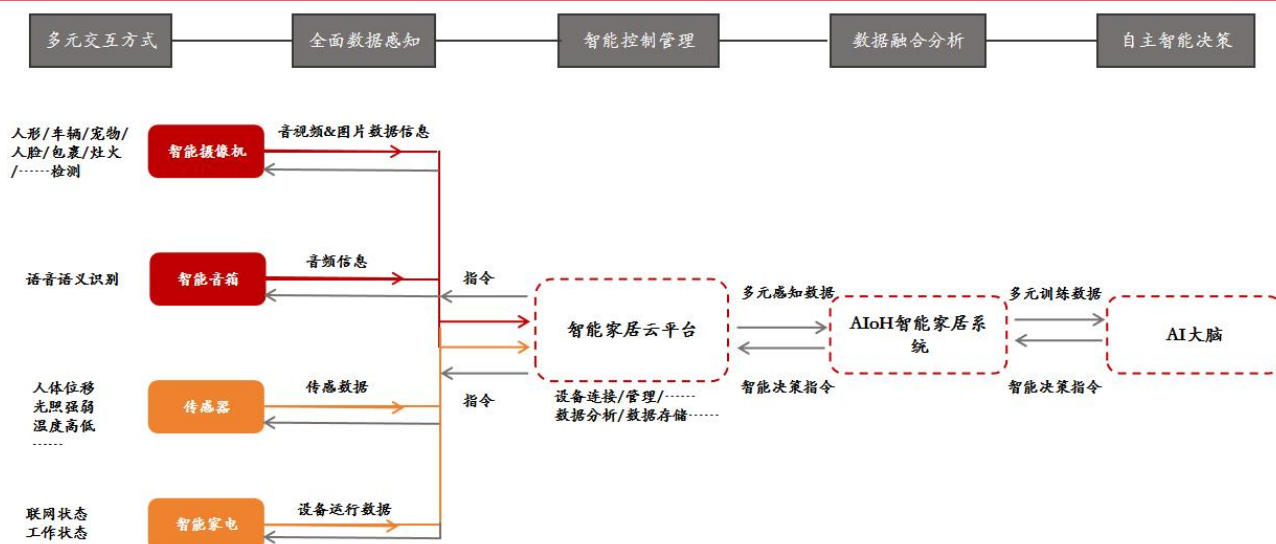 多元交互方式
全面数据感知
智能控制管理
数据融合分析
自主智能决策
人形/车辆/宠物/
人脸/包裹/灶火
/······检测
智能摄像机
音视频&图片数据信息
语音语义识别
智能音箱
音频信息
指令
智能家居云平台
多元感知数据
AIoH智能家居系
统
多元训练数据
AI大脑
人体位移
光照强弱
温度高低
······
传感器
传感数据
指令
设备连接/管理/······
数据分析/数据存储······
智能决策指令
智能决策指令
联网状态
工作状态
智能家电
设备运行数据